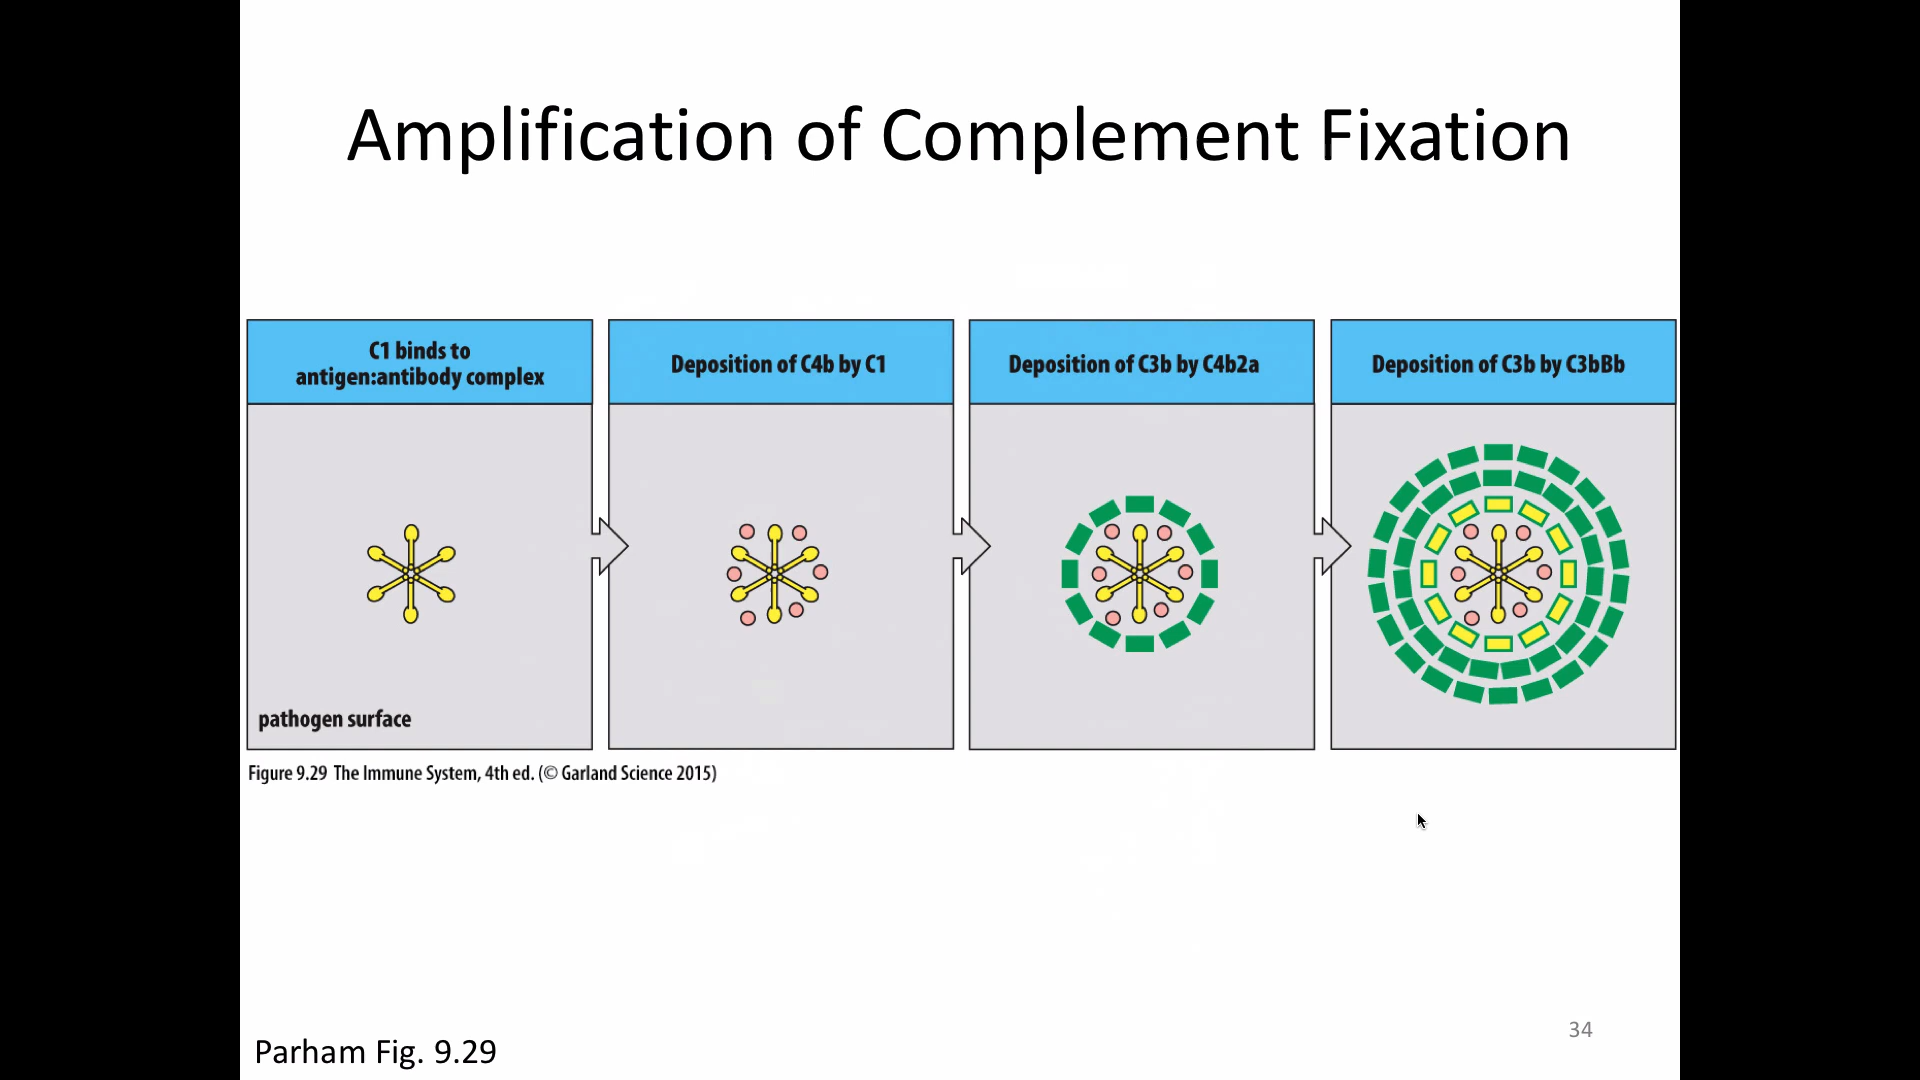 Amplification of Complement Fixation
C1 binds to
antigen:antibody complex
Deposition of C4b by C1
Deposition of C3b by C4b2a
Deposition of C3b by C3bBb
pathogen surface
Figure 9.29 The Immune System, 4th ed. (© Garland Science 2015)
34
Parham Fig. 9.29